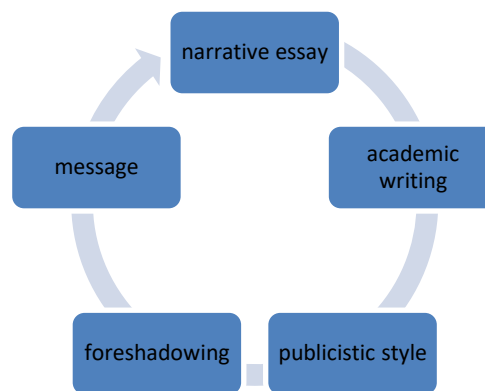 narrative essay
academic
writing
publicistic style
foreshadowing
message